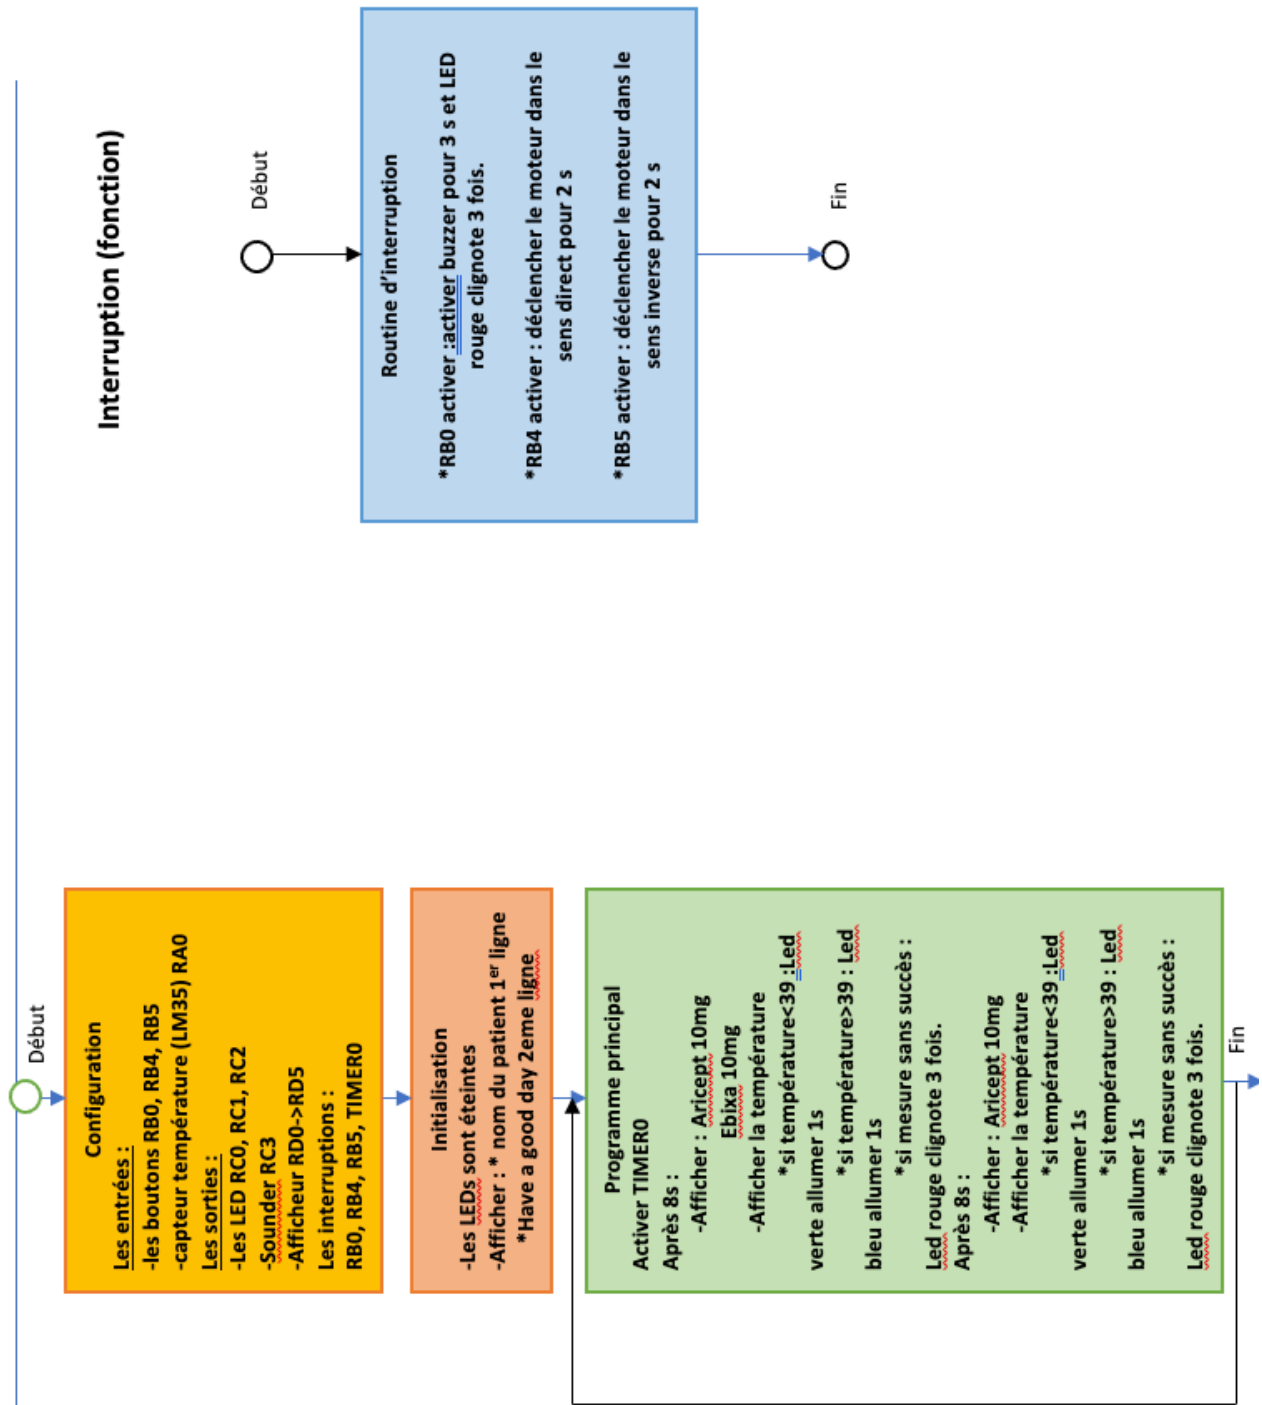 Début
Configuration
Les entrées :
-les boutons RB0, RB4, RB5
-capteur température (LM35) RA0
Les sorties :
-Les LED RC0, RC1, RC2
-Sounder RC3
-Afficheur RD0->RD5
Les interruptions :
RB0, RB4, RB5, TIMER0
Initialisation
-Les LEDs sont éteintes
-Afficher : * nom du patient 1er ligne
*Have a good day 2eme ligne
Programme principal
Activer TIMER0
Après 8s :
-Afficher : Aricept 10mg
Ebixa 10mg
-Afficher la température
*si température<39 :Led
verte allumer 1s
*si température>39 : Led
bleu allumer 1s
*si mesure sans succès :
Led rouge clignote 3 fois.
Après 8s:
-Afficher : Aricept 10mg
-Afficher la température
*si température<39 :Led
verte allumer 1s
*si température>39 : Led
bleu allumer 1s
*si mesure sans succès :
Led rouge clignote 3 fois.
Fin
Interruption (fonction)
Début
Routine d'interruption
*RB0 activer :activer buzzer pour 3 s et LED
rouge clignote 3 fois.
*RB4 activer : déclencher le moteur dans le
sens direct pour 2 s
*RB5 activer : déclencher le moteur dans le
sens inverse pour 2 s
Fin